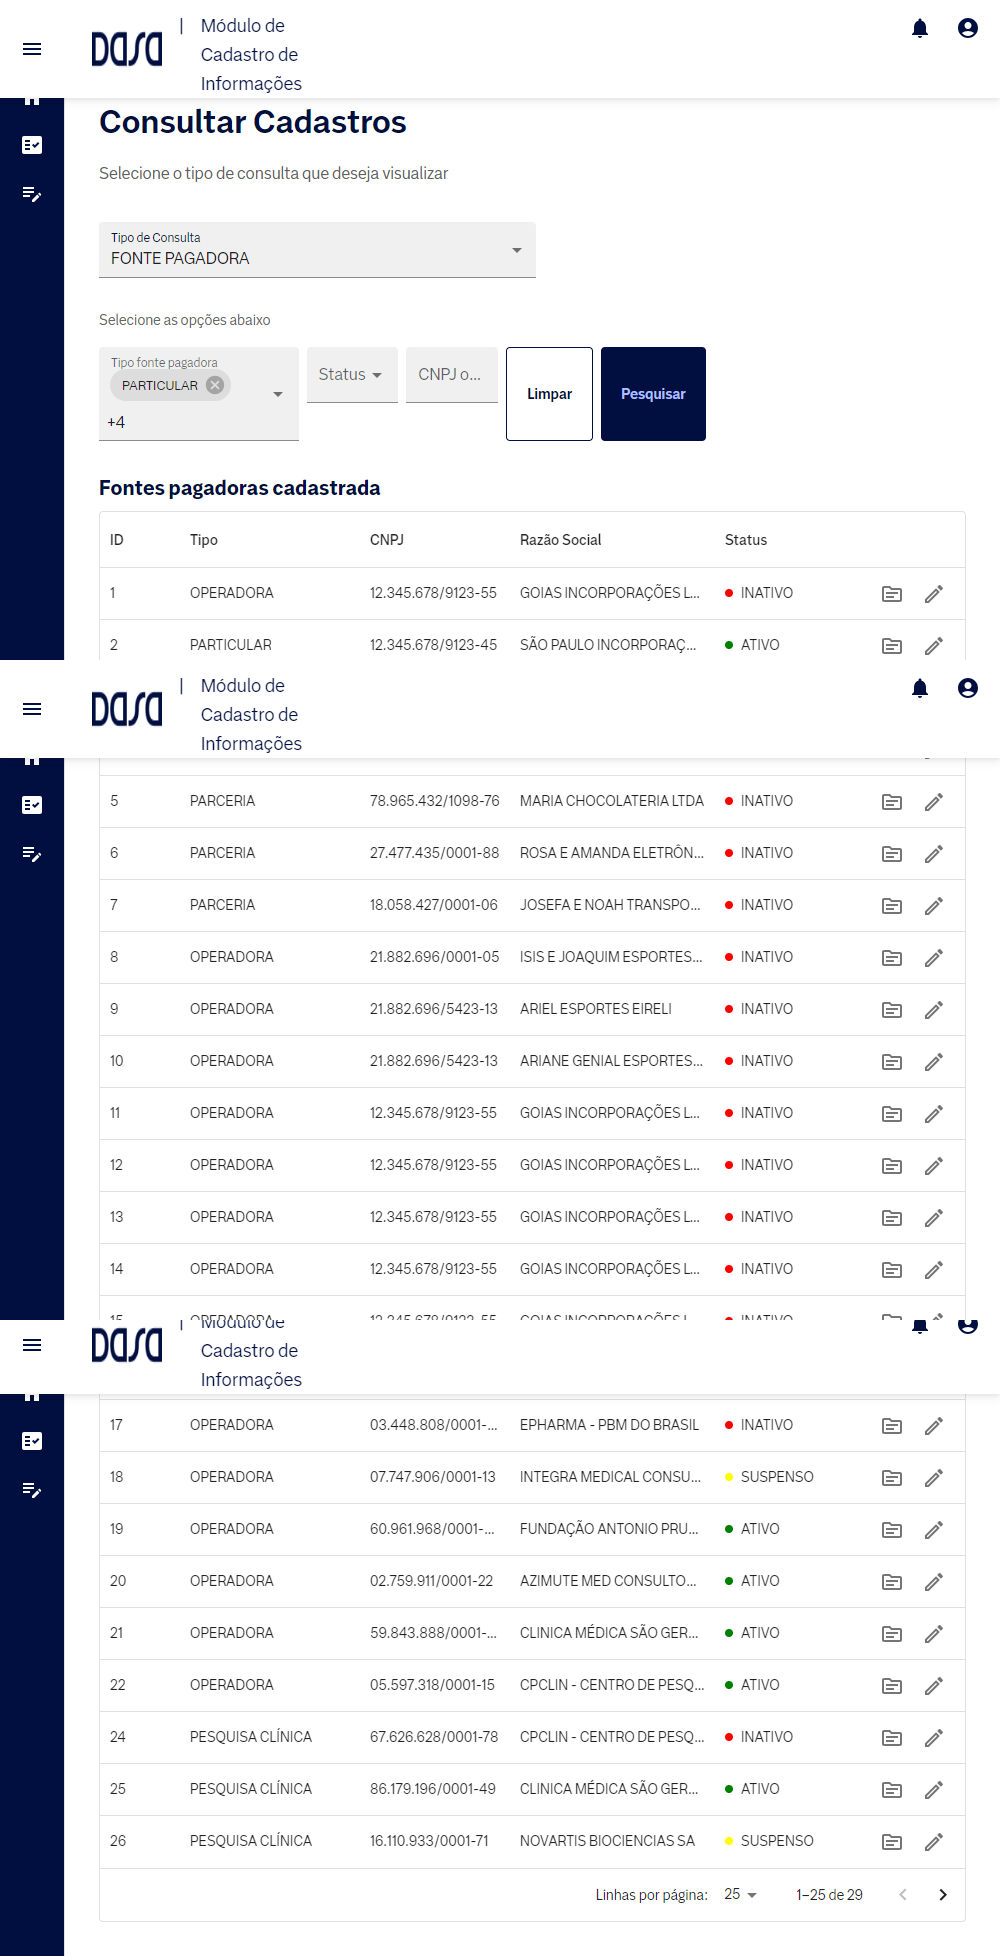 DASA | Módulo de
Cadastro de
Informações
Consultar Cadastros
Selecione o tipo de consulta que deseja visualizar
Tipo de Consulta
FONTE PAGADORA
Selecione as opções abaixo
Tipo fonte pagadora
PARTICULAR
+4
Status
CNPJ o...
Limpar
Pesquisar
Fontes pagadoras cadastrada
ID Tipo CNPJ Razão Social Status
1 OPERADORA 12.345.678/9123-55 GOIAS INCORPORAÇÕES L... INATIVO
2 PARTICULAR 12.345.678/9123-45 SÃO PAULO INCORPORAÇ... ATIVO
DASA | Módulo de
Cadastro de
Informações
5 PARCERIA 78.965.432/1098-76 MARIA CHOCOLATERIA LTDA INATIVO
6 PARCERIA 27.477.435/0001-88 ROSA E AMANDA ELETRÔN... INATIVO
7 PARCERIA 18.058.427/0001-06 JOSEFA E NOAH TRANSPO... INATIVO
8 OPERADORA 21.882.696/0001-05 ISIS E JOAQUIM ESPORTES... INATIVO
9 OPERADORA 21.882.696/5423-13 ARIEL ESPORTES EIRELI INATIVO
10 OPERADORA 21.882.696/5423-13 ARIANE GENIAL ESPORTES... INATIVO
11 OPERADORA 12.345.678/9123-55 GOIAS INCORPORAÇÕES L... INATIVO
12 OPERADORA 12.345.678/9123-55 GOIAS INCORPORAÇÕES L... INATIVO
13 OPERADORA 12.345.678/9123-55 GOIAS INCORPORAÇÕES L... INATIVO
14 OPERADORA 12.345.678/9123-55 GOIAS INCORPORAÇÕES L... INATIVO
15 OPERADORA 12.345.678/9123-55 GOIAS INCORPORAÇÕES L... INATIVO
DASA | Módulo de
Cadastro de
Informações
17 OPERADORA 03.448.808/0001-... EPHARMA - PBM DO BRASIL INATIVO
18 OPERADORA 07.747.906/0001-13 INTEGRA MEDICAL CONSU... SUSPENSO
19 OPERADORA 60.961.968/0001-... FUNDAÇÃO ANTONIO PRU... ATIVO
20 OPERADORA 02.759.911/0001-22 AZIMUTE MED CONSULTO... ATIVO
21 OPERADORA 59.843.888/0001-... CLINICA MÉDICA SÃO GER... ATIVO
22 OPERADORA 05.597.318/0001-15 CPCLIN - CENTRO DE PESQ... ATIVO
24 PESQUISA CLÍNICA 67.626.628/0001-78 CPCLIN - CENTRO DE PESQ... INATIVO
25 PESQUISA CLÍNICA 86.179.196/0001-49 CLINICA MÉDICA SÃO GER... ATIVO
26 PESQUISA CLÍNICA 16.110.933/0001-71 NOVARTIS BIOCIENCIAS SA SUSPENSO
Linhas por página: 25 1–25 de 29